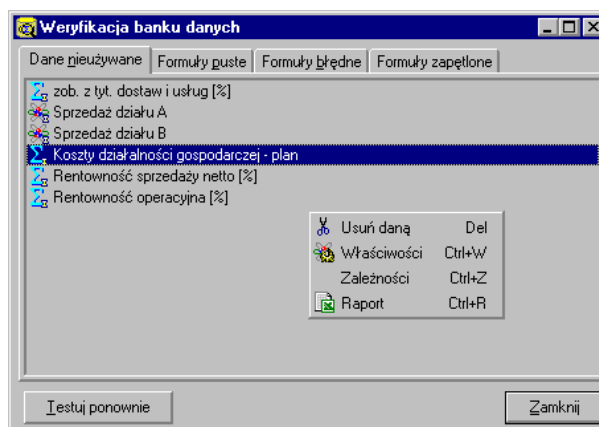 Weryfikacja banku danych
Dane nieużywane Formuły puste Formuły błędne Formuły zapętlone
zob. z tyt. dostaw i usług [%]
Sprzedaż działu A
Sprzedaż działu B
Koszty działalności gospodarczej - plan
Rentowność sprzedaży netto [%]
Rentowność operacyjna [%]
Usuń daną Del
Właściwości Ctrl+W
Zależności Ctrl+Z
Raport Ctrl+R
Testuj ponownie Zamknij